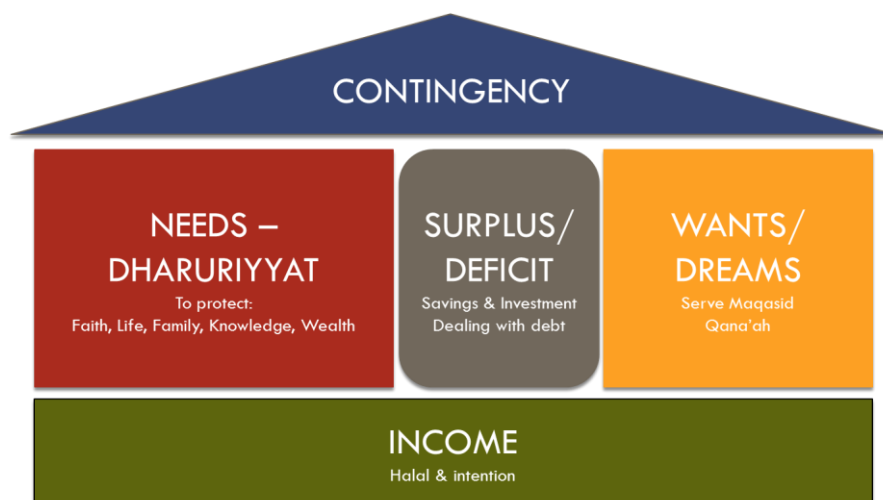 CONTINGENCY
NEEDS –
DHARURIYYAT
To protect:
Faith, Life, Family, Knowledge, Wealth
SURPLUS/
DEFICIT
Savings & Investment
Dealing with debt
WANTS/
DREAMS
Serve Maqasid
Qana'ah
INCOME
Halal & intention